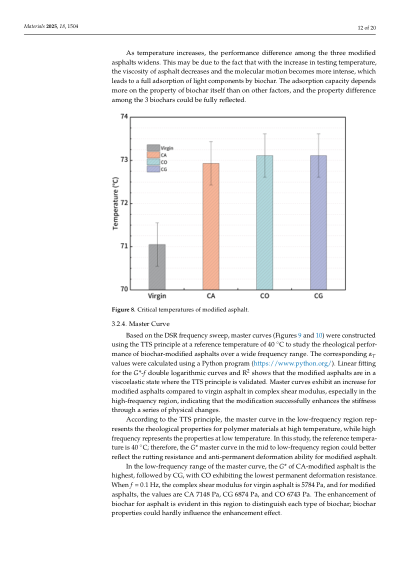 Materials 2025, 18, 1504
12 of 20
As temperature increases, the performance difference among the three modified
asphalts widens. This may be due to the fact that with the increase in testing temperature,
the viscosity of asphalt decreases and the molecular motion becomes more intense, which
leads to a full adsorption of light components by biochar. The adsorption capacity depends
more on the property of biochar itself than on other factors, and the property difference
among the 3 biochars could be fully reflected.
74
73
72
71
70
Temperature (°C)
Virgin
CA
CO
CG
Virgin
CA
CO
CG
Figure 8. Critical temperatures of modified asphalt.
3.2.4. Master Curve
Based on the DSR frequency sweep, master curves (Figures 9 and 10) were constructed
using the TTS principle at a reference temperature of 40 °C to study the rheological perfor-
mance of biochar-modified asphalts over a wide frequency range. The corresponding αT
values were calculated using a Python program (https://www.python.org/). Linear fitting
for the G*-f double logarithmic curves and R2 shows that the modified asphalts are in a
viscoelastic state where the TTS principle is validated. Master curves exhibit an increase for
modified asphalts compared to virgin asphalt in complex shear modulus, especially in the
high-frequency region, indicating that the modification successfully enhances the stiffness
through a series of physical changes.
According to the TTS principle, the master curve in the low-frequency region rep-
resents the rheological properties for polymer materials at high temperature, while high
frequency represents the properties at low temperature. In this study, the reference tempera-
ture is 40 °C; therefore, the G* master curve in the mid to low-frequency region could better
reflect the rutting resistance and anti-permanent deformation ability for modified asphalt.
In the low-frequency range of the master curve, the G* of CA-modified asphalt is the
highest, followed by CG, with CO exhibiting the lowest permanent deformation resistance.
When f = 0.1 Hz, the complex shear modulus for virgin asphalt is 5784 Pa, and for modified
asphalts, the values are CA 7148 Pa, CG 6874 Pa, and CO 6743 Pa. The enhancement of
biochar for asphalt is evident in this region to distinguish each type of biochar; biochar
properties could hardly influence the enhancement effect.